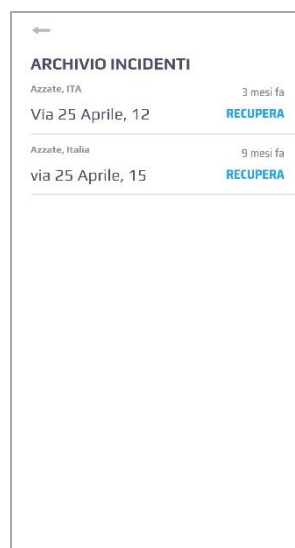 ARCHIVIO INCIDENTI
Azzate, ITA
3 mesi fa
Via 25 Aprile, 12
RECUPERA
Azzate, Italia
9 mesi fa
via 25 Aprile, 15
RECUPERA